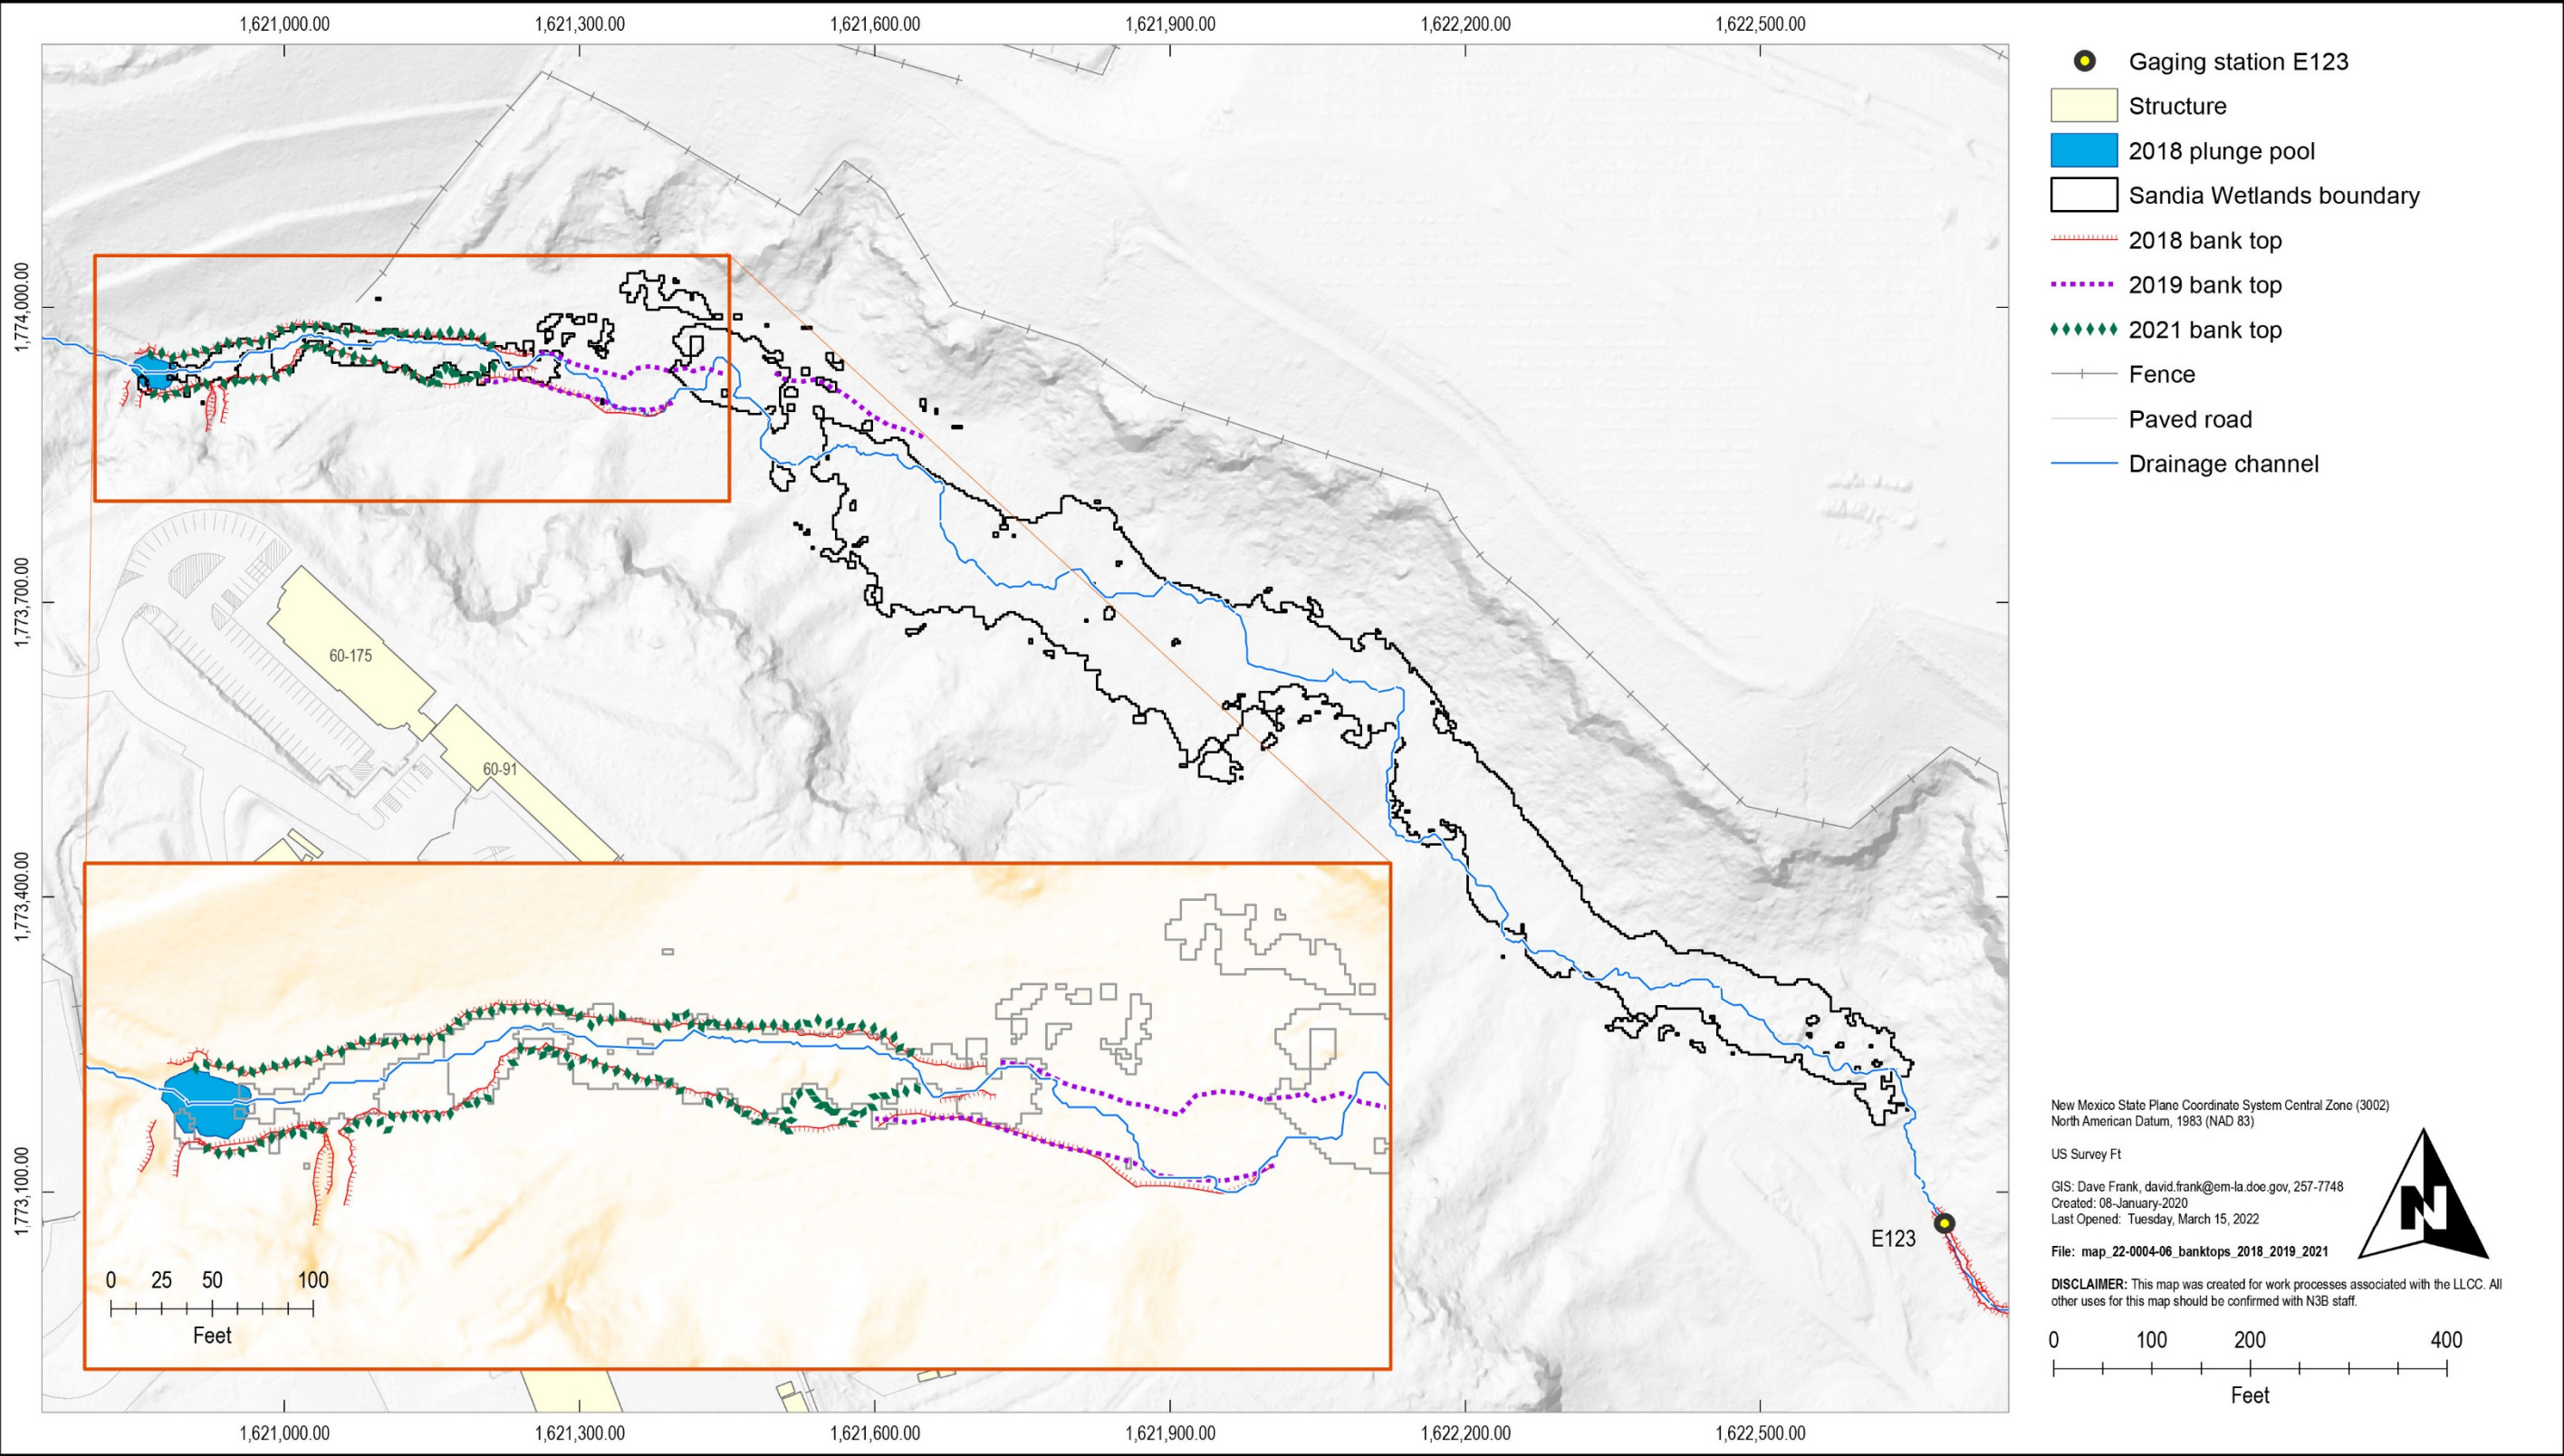 1,621,000.00 1,621,300.00 1,621,600.00 1,621,900.00 1,622,200.00 1,622,500.00
1,774,000.00
1,773,700.00
1,773,400.00
1,773,100.00
60-175
60-91
0 25 50 100
Feet
E123
1,621,000.00 1,621,300.00 1,621,600.00 1,621,900.00 1,622,200.00 1,622,500.00
Gaging station E123
Structure
2018 plunge pool
Sandia Wetlands boundary
2018 bank top
2019 bank top
2021 bank top
Fence
Paved road
Drainage channel
New Mexico State Plane Coordinate System Central Zone (3002)
North American Datum, 1983 (NAD 83)
US Survey Ft
GIS: Dave Frank, david.frank@em-la.doe.gov, 257-7748
Created: 08-January-2020
Last Opened: Tuesday, March 15, 2022
File: map_22-0004-06_banktops_2018_2019_2021
N
DISCLAIMER: This map was created for work processes associated with the LLCC. All
other uses for this map should be confirmed with N3B staff.
0 100 200 400
Feet